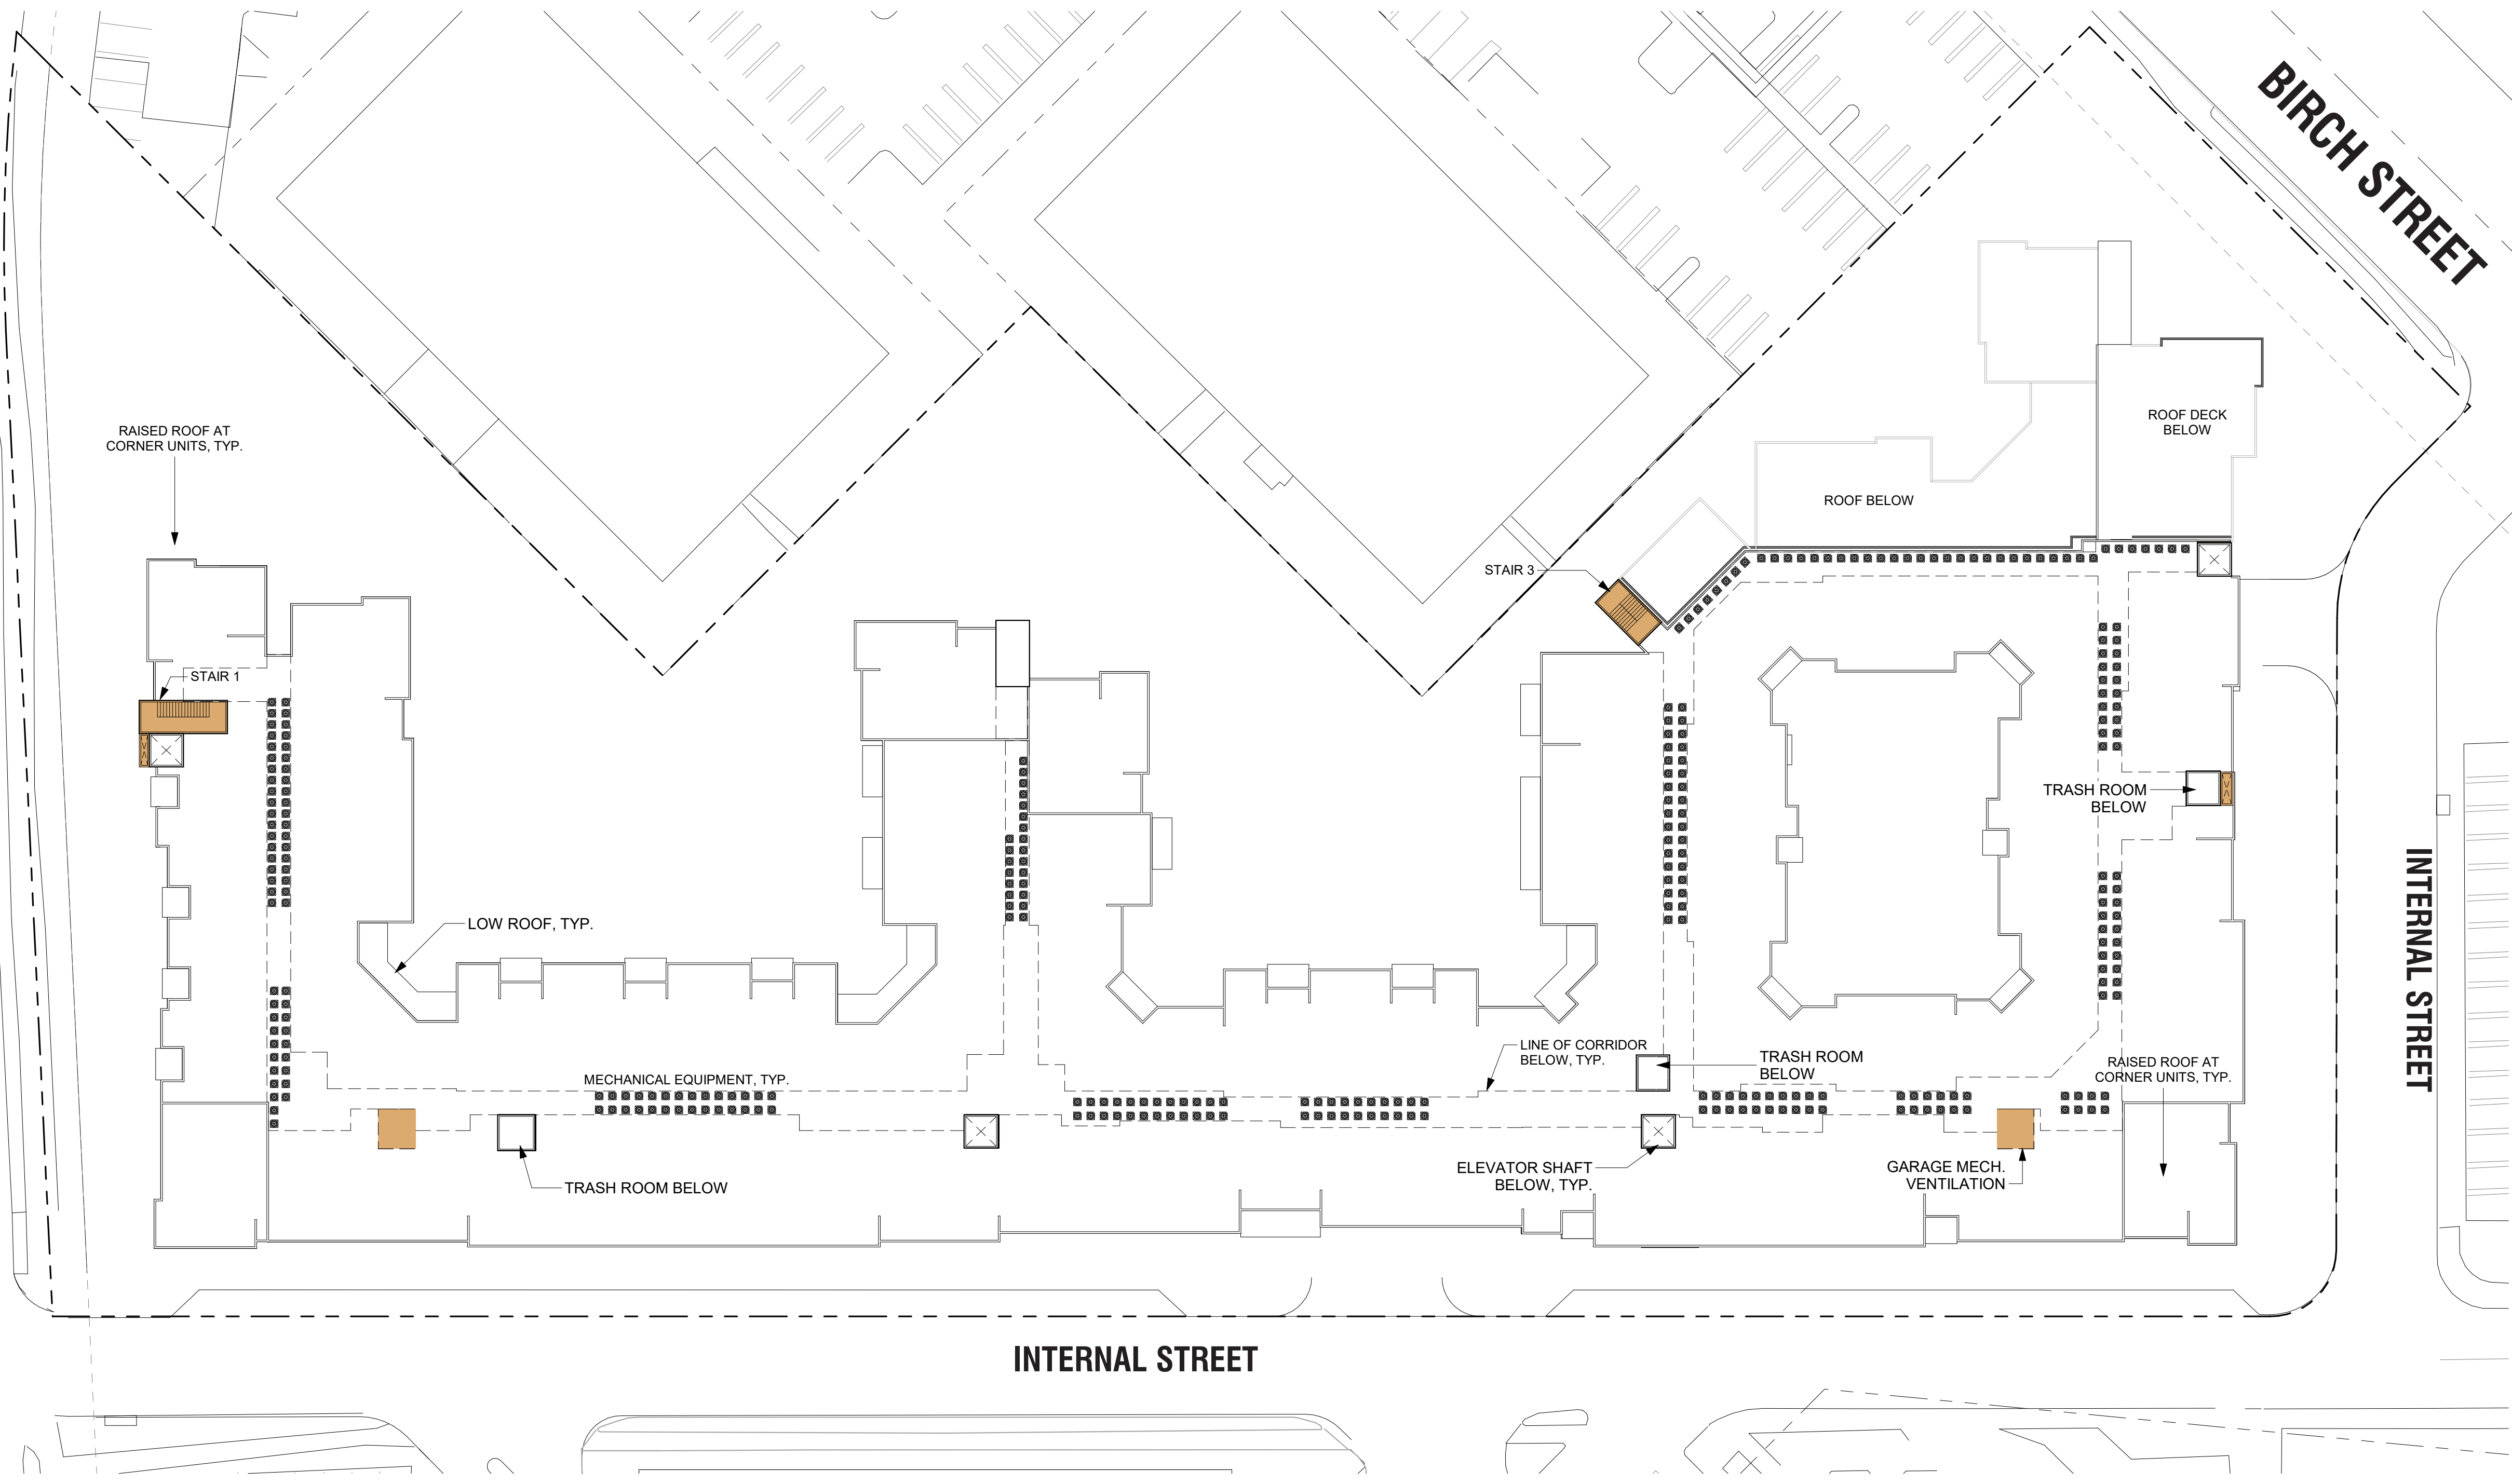 BIRCH STREET
RAISED ROOF AT
CORNER UNITS, TYP.
ROOF DECK
BELOW
ROOF BELOW
STAIR 3
STAIR 1
TRASH ROOM
BELOW
LOW ROOF, TYP.
INTERNAL STREET
LINE OF CORRIDOR
BELOW, TYP.
TRASH ROOM
BELOW
RAISED ROOF AT
CORNER UNITS, TYP.
MECHANICAL EQUIPMENT, TYP.
TRASH ROOM BELOW
ELEVATOR SHAFT
BELOW, TYP.
GARAGE MECH.
VENTILATION
INTERNAL STREET